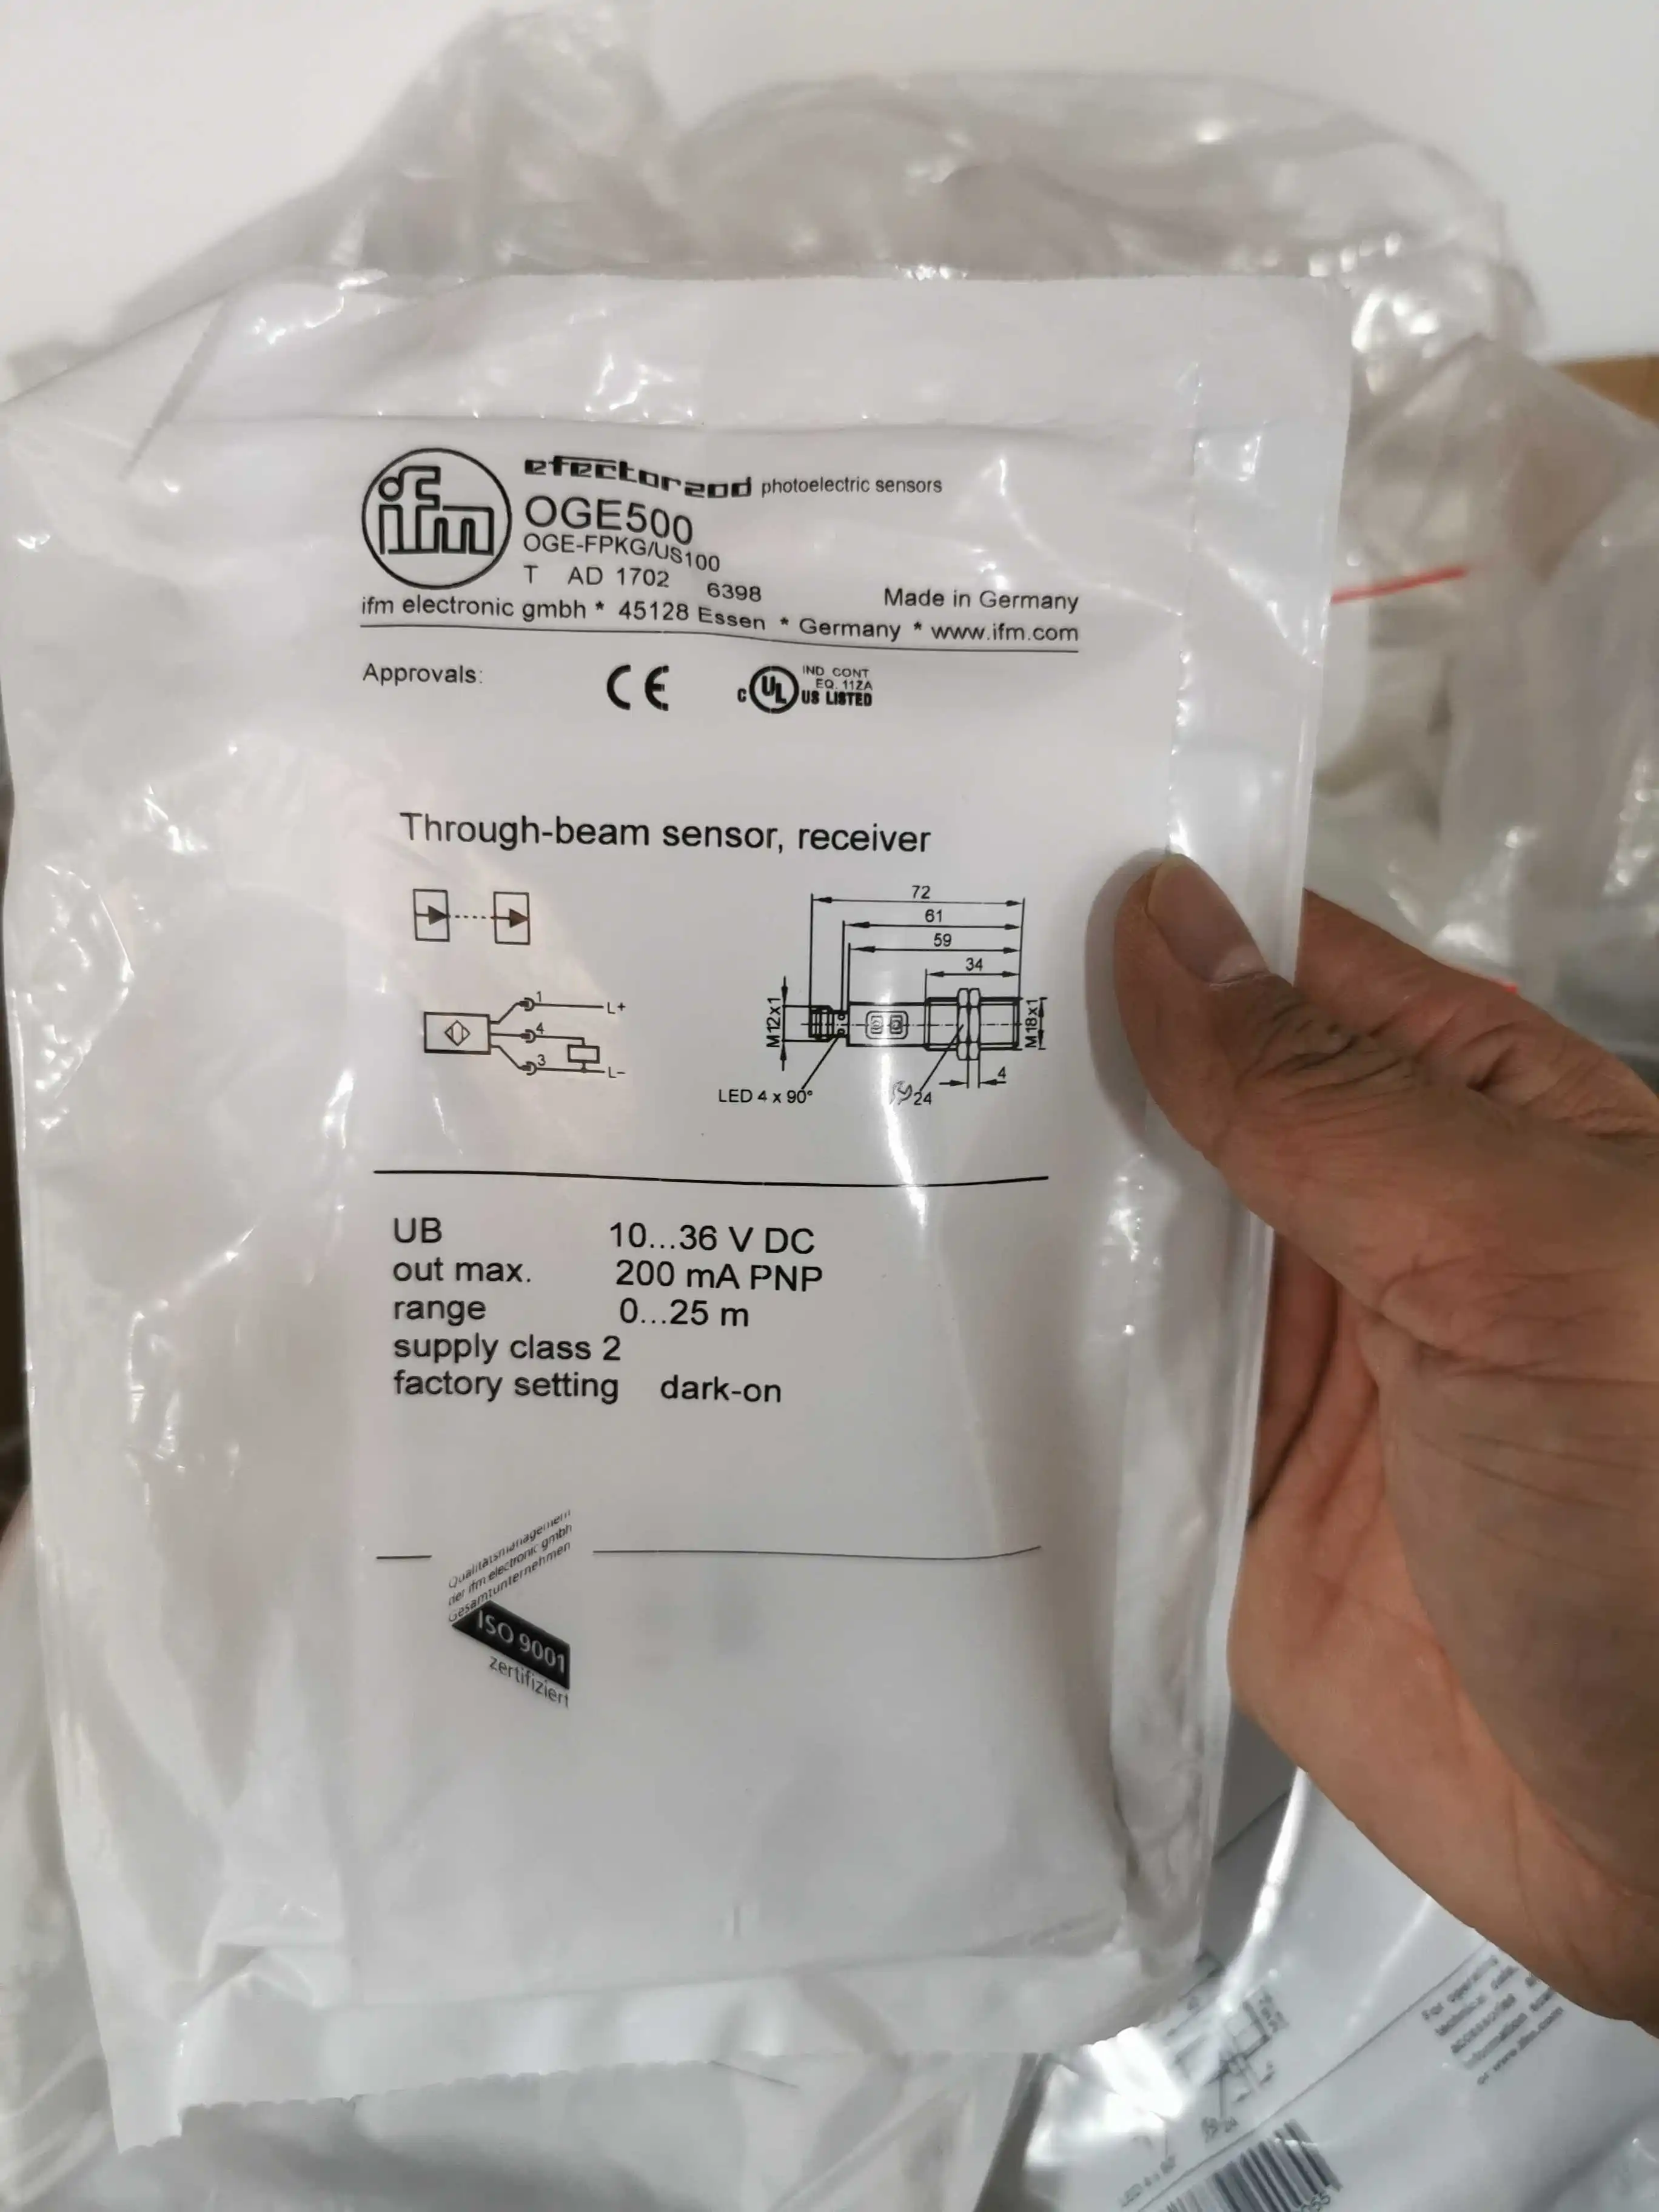 ifm
efector200
photoelectric sensors
OGE500
OGE-FPKG/US100
T AD 1702 6398
Made in Germany
ifm electronic gmbh * 45128 Essen * Germany * www.ifm.com
Approvals:
CE
C UL US LISTED
IND CONT
EQ. 11ZA
Through-beam sensor, receiver
72
61
59
34
M12x1
M18x1
LED 4 x 90°
24
4
1
L+
4
3
L-
UB 10...36 V DC
out max. 200 mA PNP
range 0...25 m
supply class 2
factory setting dark-on
Qualitätsmanagement
der ifm electronic gmbh
Gesamtunternehmen
ISO 9001
zertifiziert